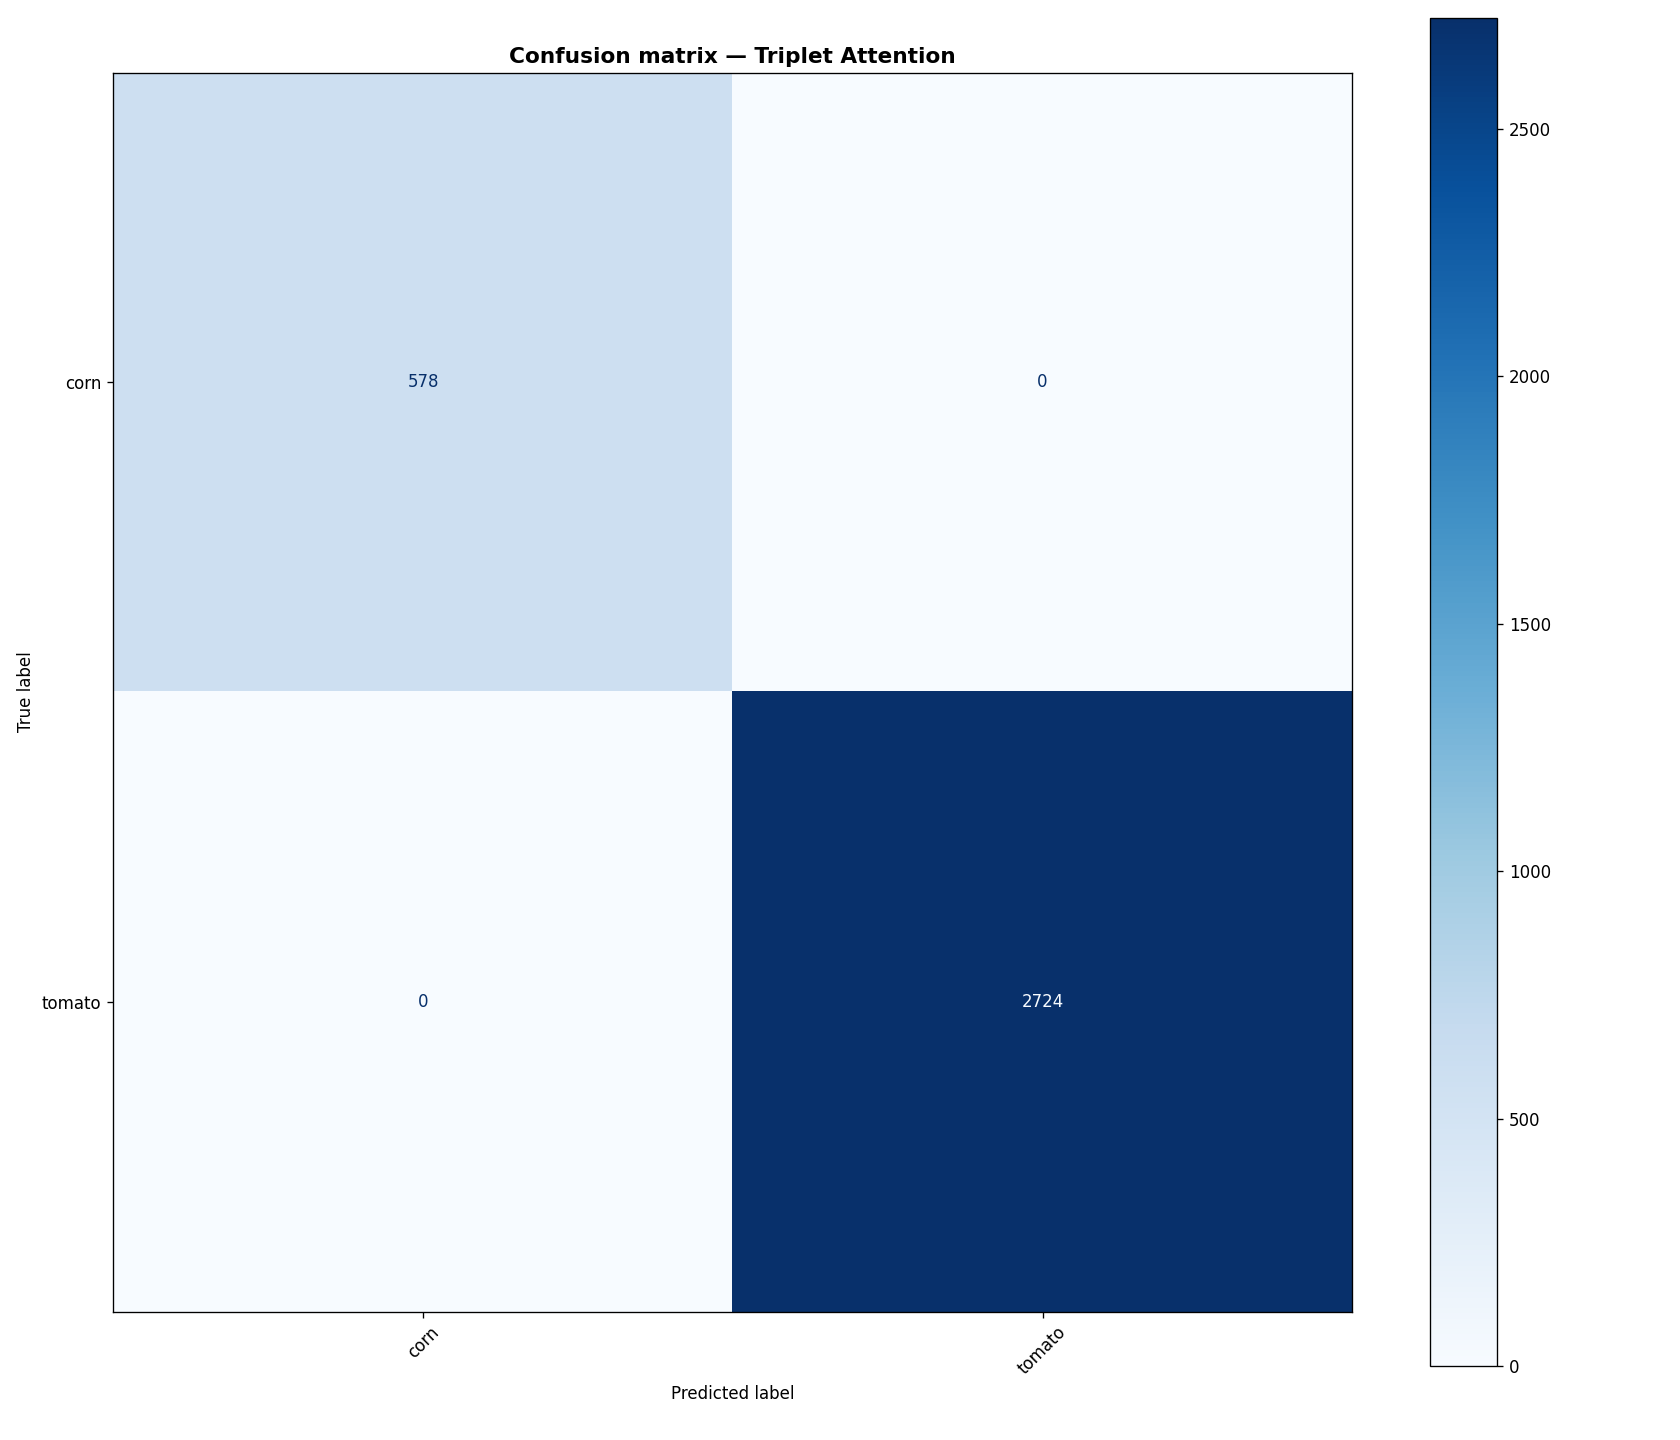 Confusion matrix — Triplet Attention
2500
2000
1500
1000
500
0
True label
corn
578
0
tomato
0
2724
corn
tomato
Predicted label